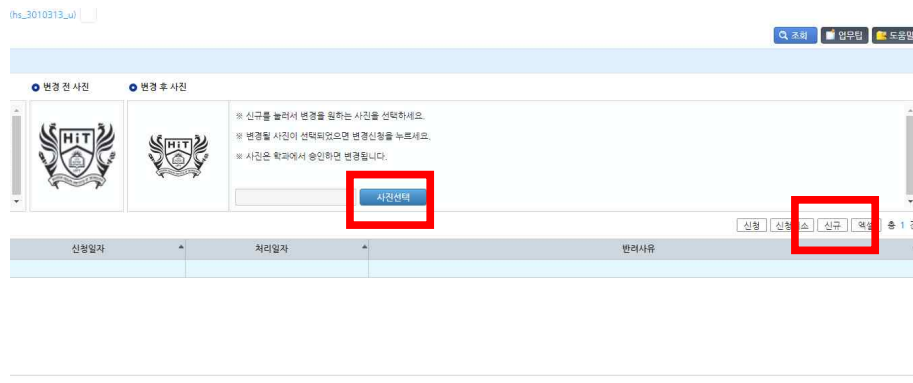 (hs_3010313_u)
조회 업무팁 도움말
변경 전 사진 변경 후 사진
HiT HiT
※ 신규를 눌러서 변경을 원하는 사진을 선택하세요.
※ 변경될 사진이 선택되었으면 변경신청을 누르세요.
※ 사진은 학과에서 승인하면 변경됩니다.
사진선택
신청 신청취소 신규 엑셀 총 1
신청일자 처리일자 반려사유